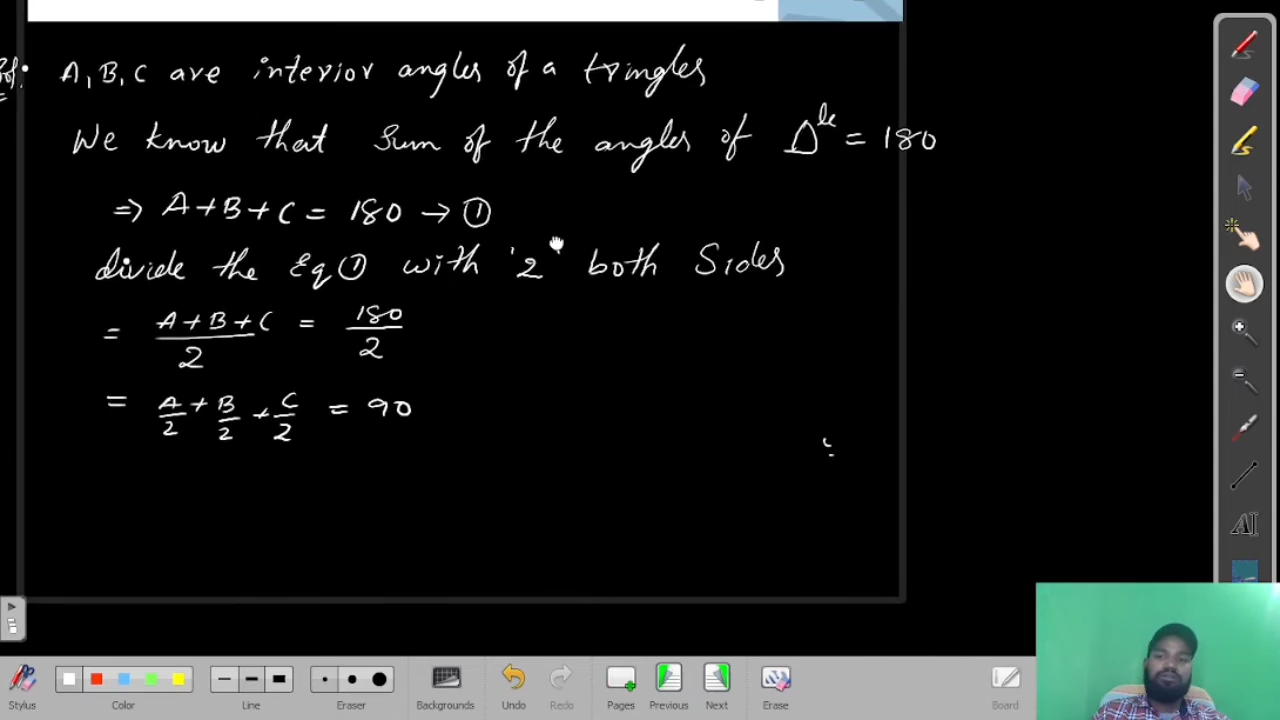 Sol:
A, B, C are interior angles of a tringles
We know that Sum of the angles of Δle = 180
=> A+B+C = 180 → ①
divide the Eq ① with '2' both Sides
= A+B+C/2 = 180/2
= A/2 + B/2 + C/2 = 90
Stylus
Color
Line
Eraser
Backgrounds
Undo
Redo
Pages
Previous
Next
Erase
Board